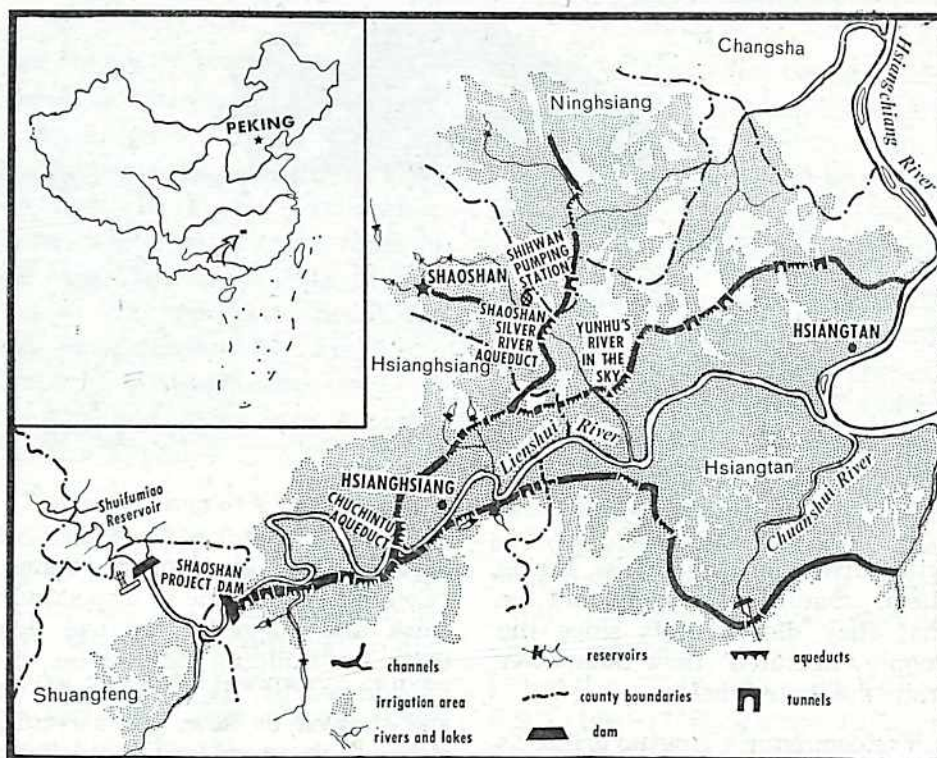 PEKING
Changsha
Hsiangchiang River
Ninghsiang
SHIHWAN
PUMPING
STATION
SHAOSHAN
SHAOSHAN
SILVER
RIVER
AQUEDUCT
YUNHU'S
RIVER
IN THE
SKY
HSIANGTAN
Hsianghsiang
Lienshui River
HSIANGHSIANG
Hsiangtan
CHUCHINTU
AQUEDUCT
Chuanshui River
Shuifumiao
Reservoir
SHAOSHAN
PROJECT DAM
Shuangfeng
channels
reservoirs
aqueducts
irrigation area
county boundaries
tunnels
rivers and lakes
dam